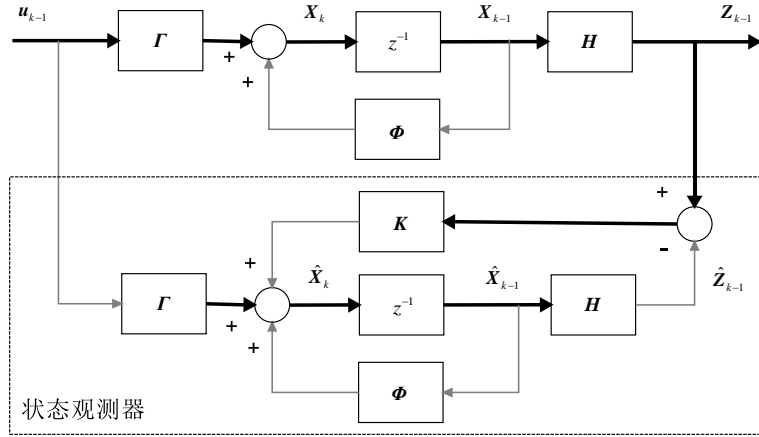 u_{k-1} X_k X_{k-1} Z_{k-1}
Γ + z^{-1} H
+
Φ
+
K
-
+ X̂_k X̂_{k-1} Ẑ_{k-1}
Γ z^{-1} H
+
+
Φ
状态观测器